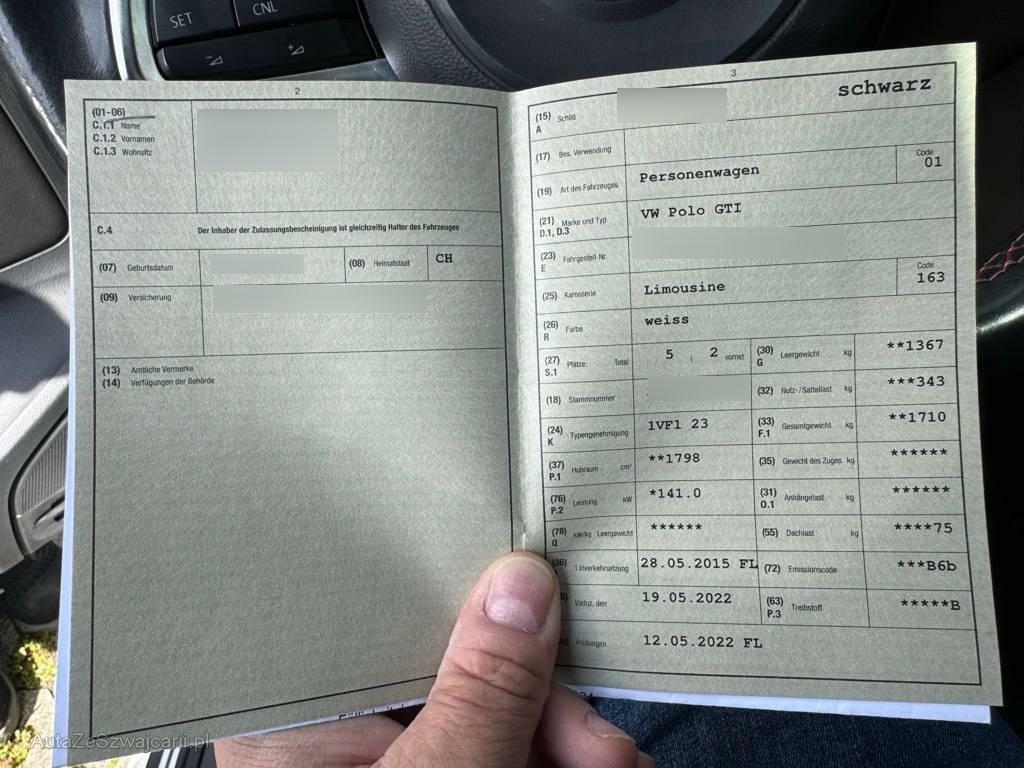 SET
CNL
2
(01-06)
C.1.1 Name
C.1.2 Vornamen
C.1.3 Wohnsitz
C.4 Der Inhaber der Zulassungsbescheinigung ist gleichzeitig Halter des Fahrzeuges
(07) Geburtsdatum
(08) Heimatstaat CH
(09) Versicherung
(13) Amtliche Vermerke
(14) Verfügungen der Behörde
3
schwarz
(15) Schild
A
(17) Bes. Verwendung
(19) Art des Fahrzeuges Personenwagen Code 01
(21) Marke und Typ VW Polo GTI
D.1, D.3
(23) Fahrgestell-Nr.
E
(25) Karosserie Limousine Code 163
(26) Farbe weiss
R
(27) Plätze: Total 5 ( 2 vorne) (30) Leergewicht kg **1367
S.1 G
(18) Stammnummer (32) Nutz-/Sattellast kg ***343
(24) Typengenehmigung 1VF1 23 (33) Gesamtgewicht kg **1710
K F.1
(37) Hubraum cm³ **1798 (35) Gewicht des Zuges kg ******
P.1
(76) Leistung kW *141.0 (31) Anhängelast kg ******
P.2 O.1
(78) kW/kg Leergewicht ****** (55) Dachlast kg ****75
Q
(36) 1.Inverkehrsetzung 28.05.2015 FL (72) Emissionscode ***B6b
Vaduz, den 19.05.2022 (63) Treibstoff *****B
P.3
Prüfungen 12.05.2022 FL
AutaZeSzwajcarii.pl